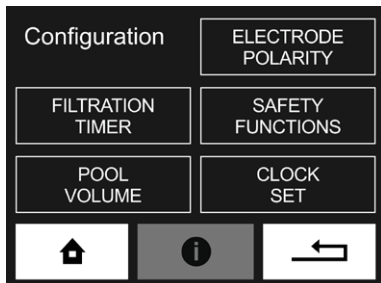 Configuration
ELECTRODE
POLARITY
FILTRATION
TIMER
SAFETY
FUNCTIONS
POOL
VOLUME
CLOCK
SET
i